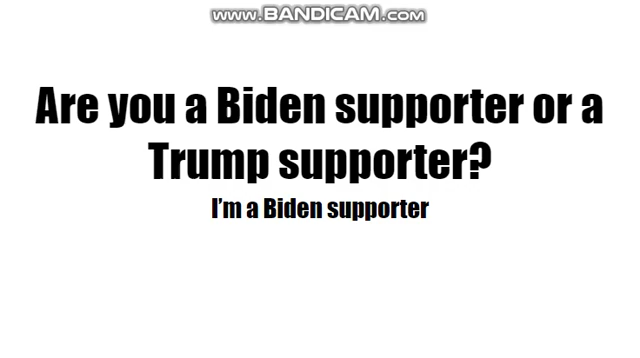 www.BANDICAM.com
Are you a Biden supporter or a
Trump supporter?
I'm a Biden supporter